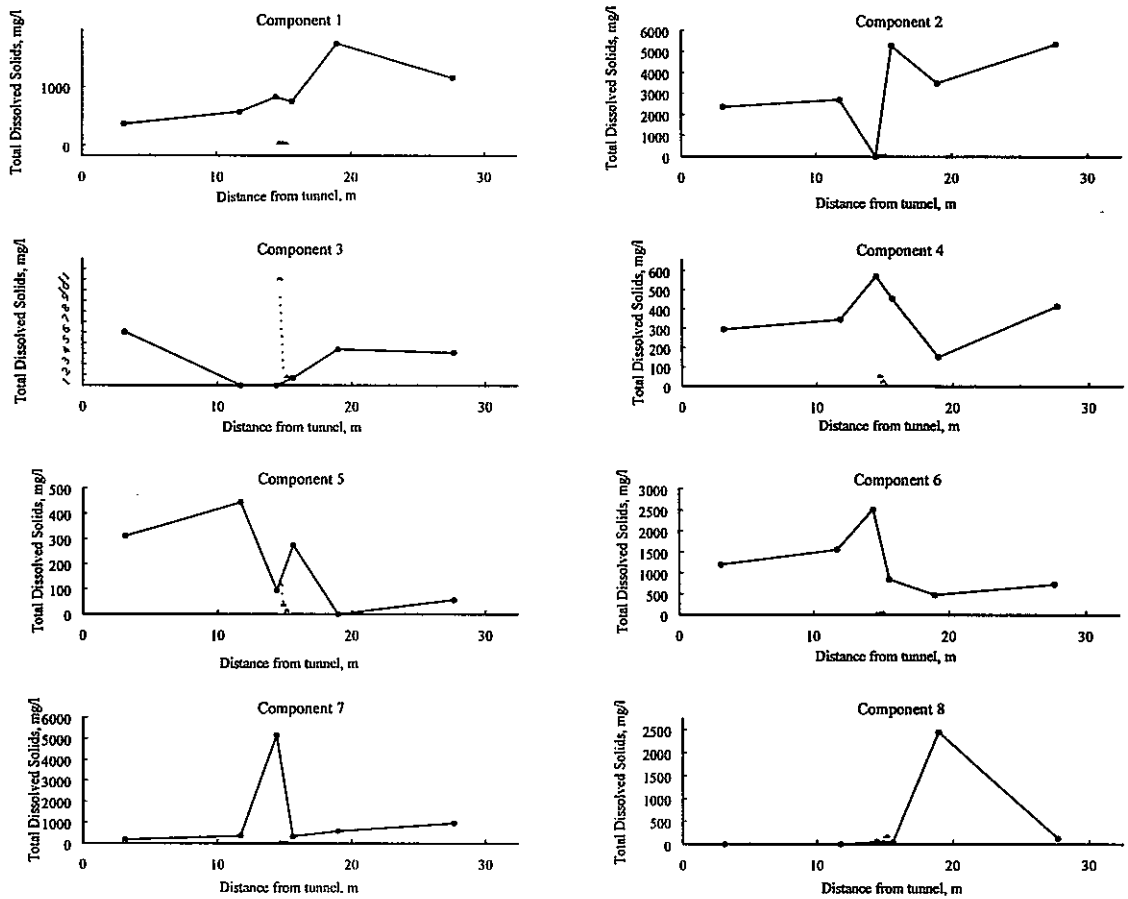 Component 1
Total Dissolved Solids, mg/l
1000
0
0 10 20 30
Distance from tunnel, m
Component 2
Total Dissolved Solids, mg/l
6000
5000
4000
3000
2000
1000
0
0 10 20 30
Distance from tunnel, m
Component 3
Total Dissolved Solids, mg/l
0 10 20 30
Distance from tunnel, m
Component 4
Total Dissolved Solids, mg/l
600
500
400
300
200
100
0
0 10 20 30
Distance from tunnel, m
Component 5
Total Dissolved Solids, mg/l
500
400
300
200
100
0
0 10 20 30
Distance from tunnel, m
Component 6
Total Dissolved Solids, mg/l
3000
2500
2000
1500
1000
500
0
0 10 20 30
Distance from tunnel, m
Component 7
Total Dissolved Solids, mg/l
6000
5000
4000
3000
2000
1000
0
0 10 20 30
Distance from tunnel, m
Component 8
Total Dissolved Solids, mg/l
2500
2000
1500
1000
500
0
0 10 20 30
Distance from tunnel, m